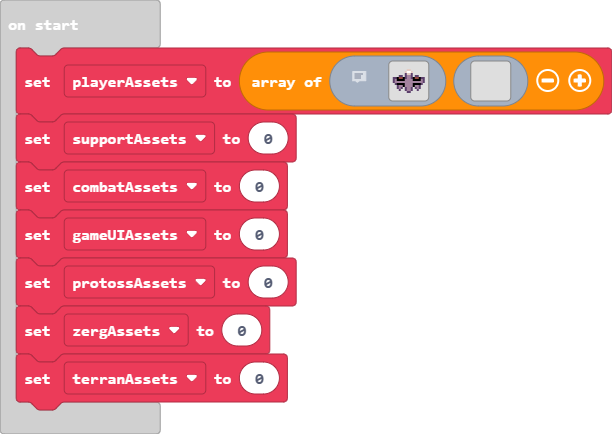 on start
set playerAssets to array of
set supportAssets to 0
set combatAssets to 0
set gameUIAssets to 0
set protossAssets to 0
set zergAssets to 0
set terranAssets to 0